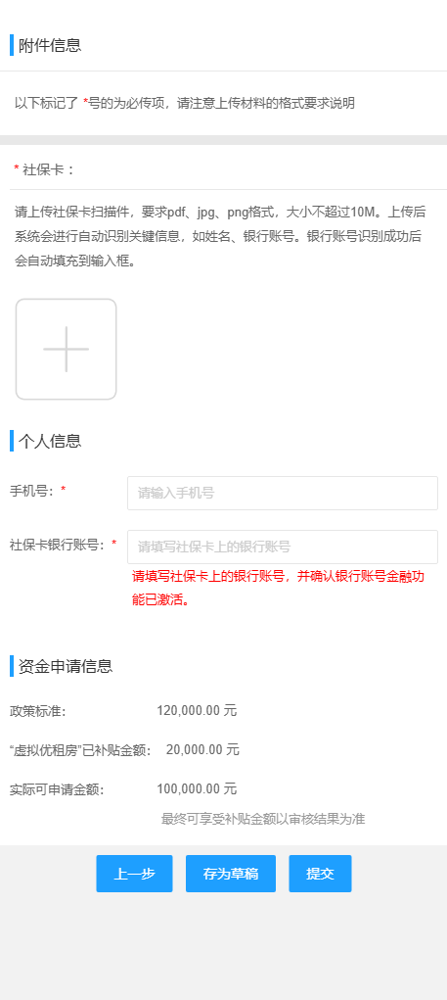 附件信息
以下标记了 *号的为必传项，请注意上传材料的格式要求说明
* 社保卡：
请上传社保卡扫描件，要求pdf、jpg、png格式，大小不超过10M。上传后
系统会进行自动识别关键信息，如姓名、银行账号。银行账号识别成功后
会自动填充到输入框。
个人信息
手机号：*
请输入手机号
社保卡银行账号：*
请填写社保卡上的银行账号
请填写社保卡上的银行账号，并确认银行账号金融功
能已激活。
资金申请信息
政策标准： 120,000.00 元
“虚拟优租房”已补贴金额： 20,000.00 元
实际可申请金额： 100,000.00 元
最终可享受补贴金额以审核结果为准
上一步 存为草稿 提交